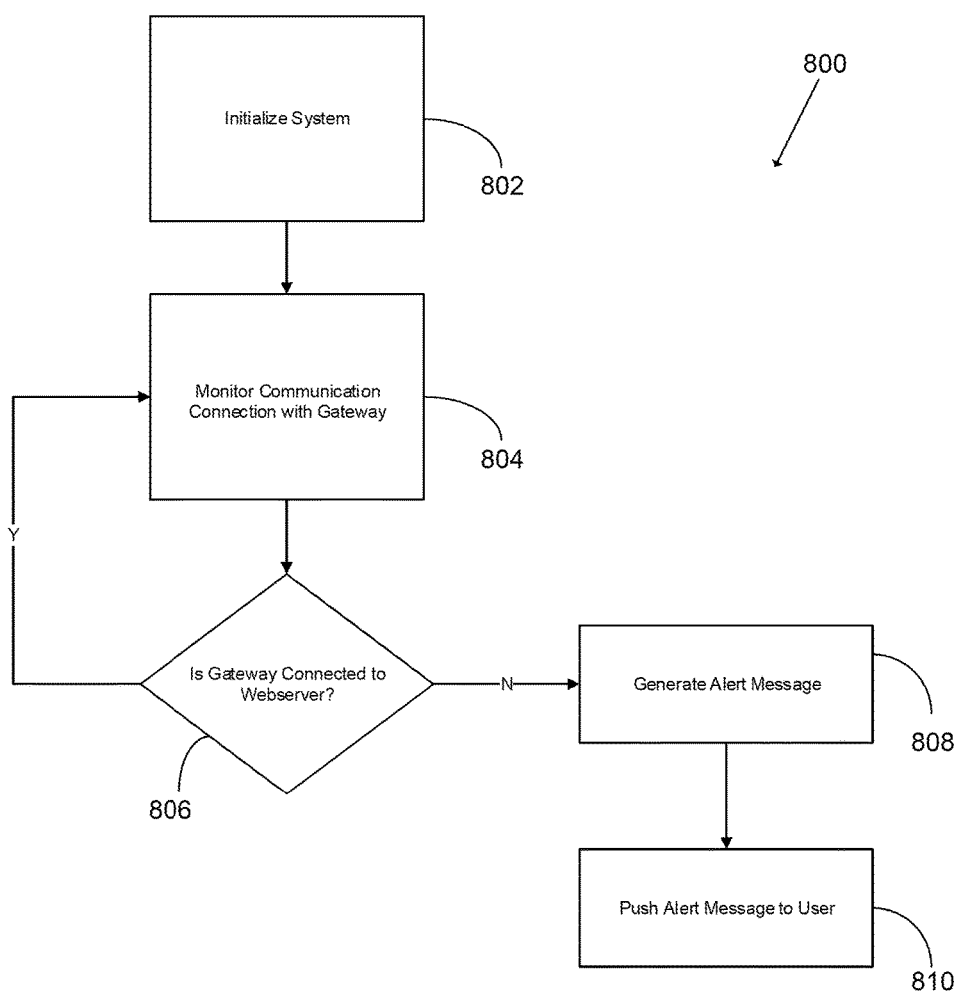 800
Initialize System
802
Monitor Communication
Connection with Gateway
804
Y
Is Gateway Connected to
Webserver?
N
Generate Alert Message
808
806
Push Alert Message to User
810